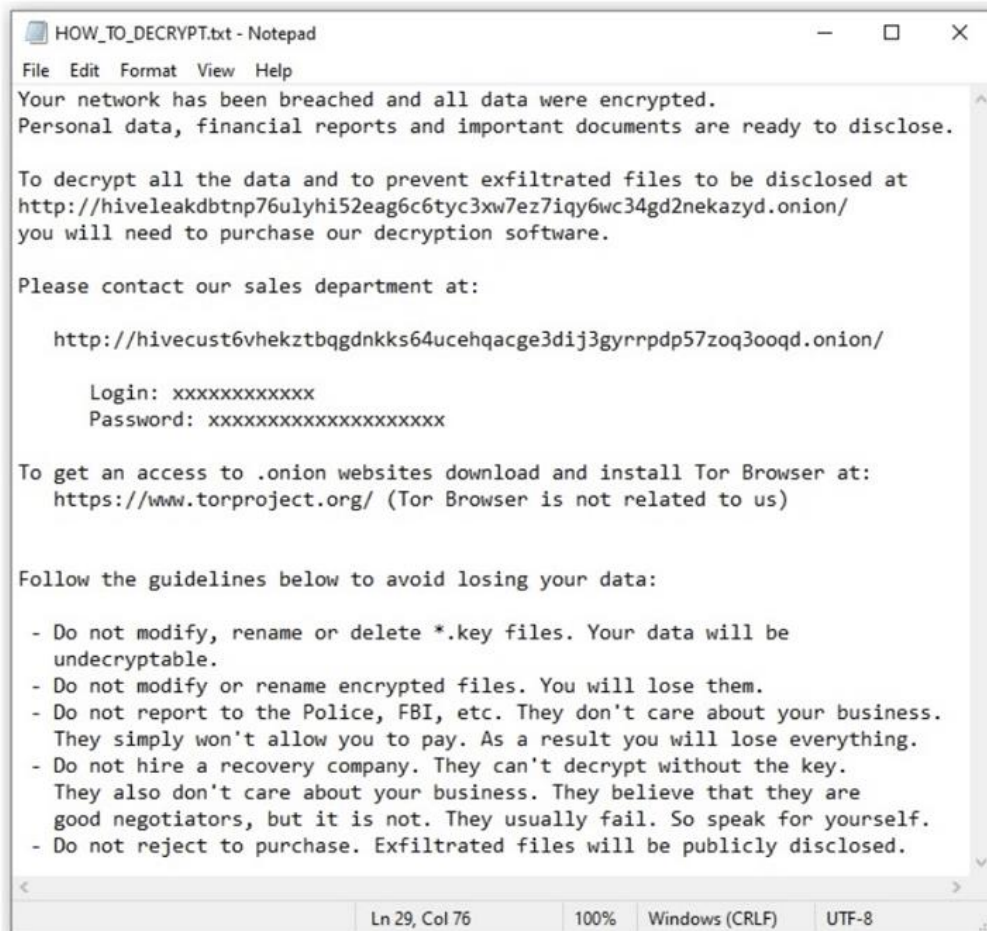 HOW_TO_DECRYPT.txt - Notepad
File Edit Format View Help
Your network has been breached and all data were encrypted.
Personal data, financial reports and important documents are ready to disclose.
To decrypt all the data and to prevent exfiltrated files to be disclosed at
http://hiveleakdbtnp76ulyhi52eag6c6tyc3xw7ez7iqy6wc34gd2nekazyd.onion/
you will need to purchase our decryption software.
Please contact our sales department at:
http://hivecust6vhekztbqgdnkks64ucehqacge3dij3gyrrpdp57zoq3ooqd.onion/
Login: xxxxxxxxxxxx
Password: xxxxxxxxxxxxxxxxxxxx
To get an access to .onion websites download and install Tor Browser at:
https://www.torproject.org/ (Tor Browser is not related to us)
Follow the guidelines below to avoid losing your data:
- Do not modify, rename or delete *.key files. Your data will be
undecryptable.
- Do not modify or rename encrypted files. You will lose them.
- Do not report to the Police, FBI, etc. They don't care about your business.
They simply won't allow you to pay. As a result you will lose everything.
- Do not hire a recovery company. They can't decrypt without the key.
They also don't care about your business. They believe that they are
good negotiators, but it is not. They usually fail. So speak for yourself.
- Do not reject to purchase. Exfiltrated files will be publicly disclosed.
Ln 29, Col 76 100% Windows (CRLF) UTF-8